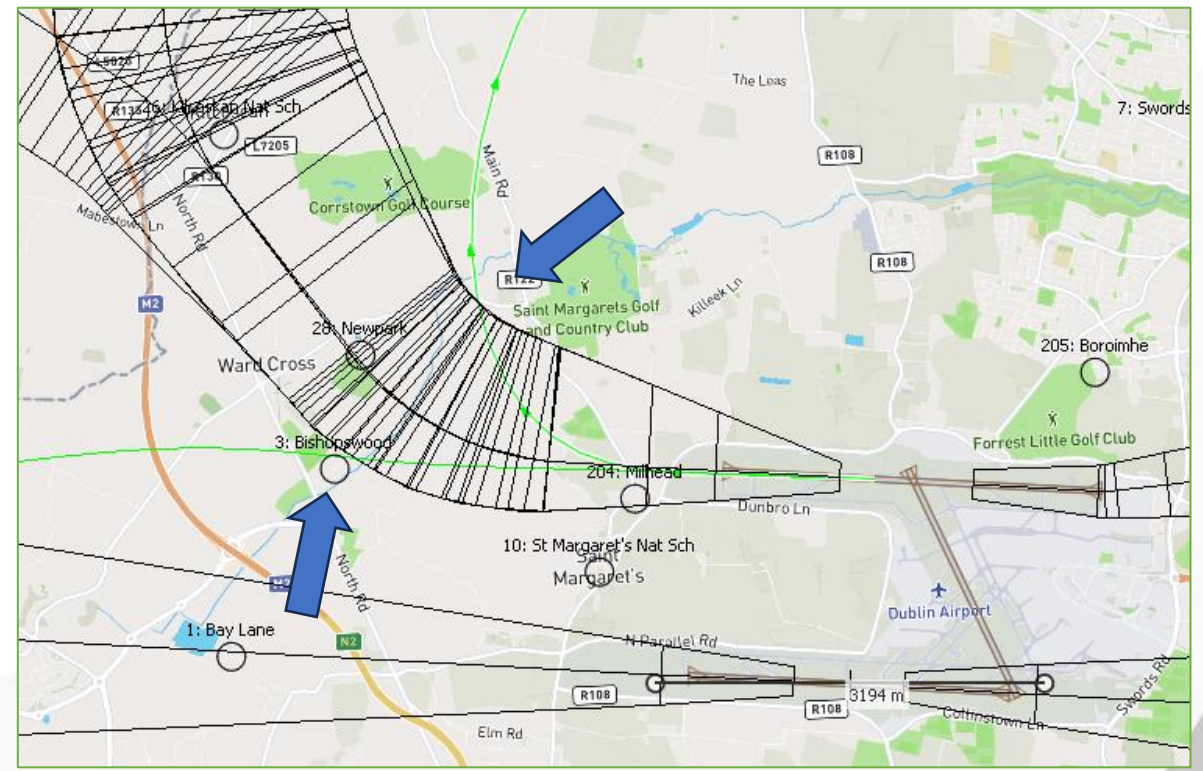 L5026
The Leas
7: Swords
Nat Sch
L7205
R108
R130
Main Rd
Corrstown Golf Course
Mabestown Ln
North Rd
R108
M2
R122
Saint Margarets Golf
and Country Club
Killeek Ln
28: Newpark
Ward Cross
205: Boroimhe
3: Bishopswood
Forrest Little Golf Club
204: Milhead
Dunbro Ln
10: St Margaret's Nat Sch
Saint
Margaret's
M2
North Rd
Dublin Airport
1: Bay Lane
N2
N Parallel Rd
R108
3194 m
R108
Collinstown Ln
Swords Rd
Elm Rd